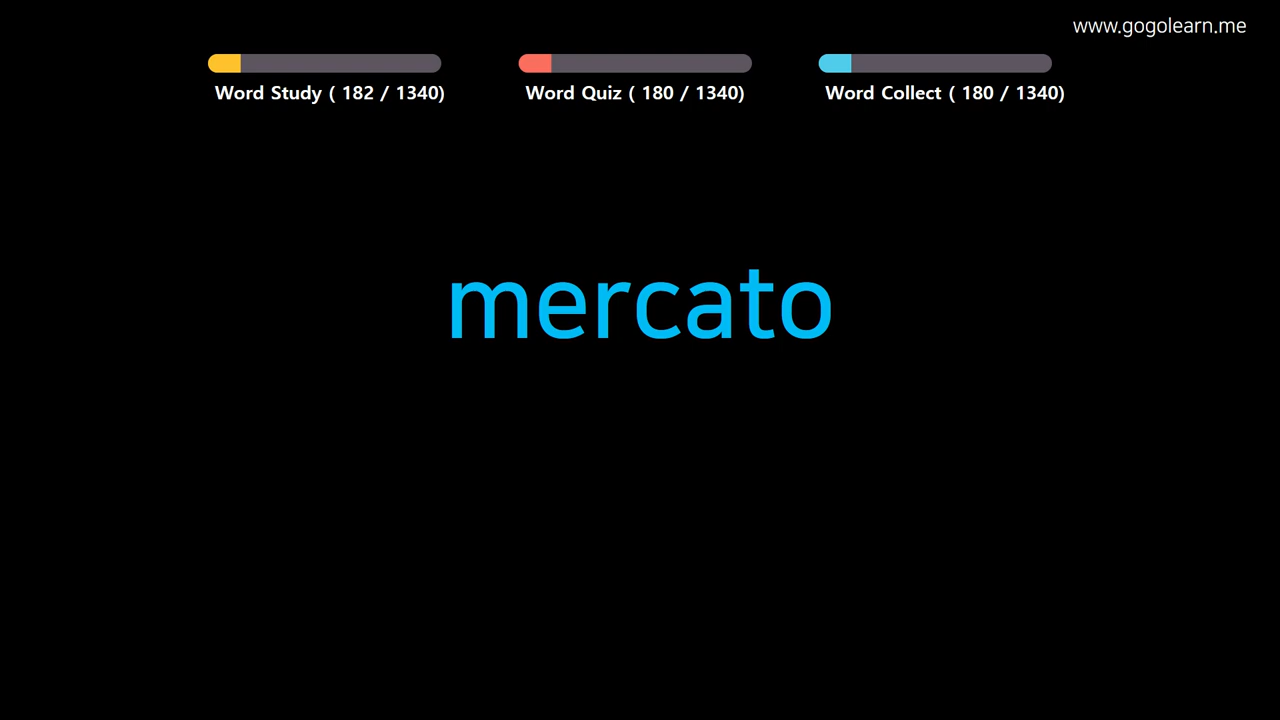 www.gogolearn.me
Word Study ( 182 / 1340)
Word Quiz ( 180 / 1340)
Word Collect ( 180 / 1340)
mercato